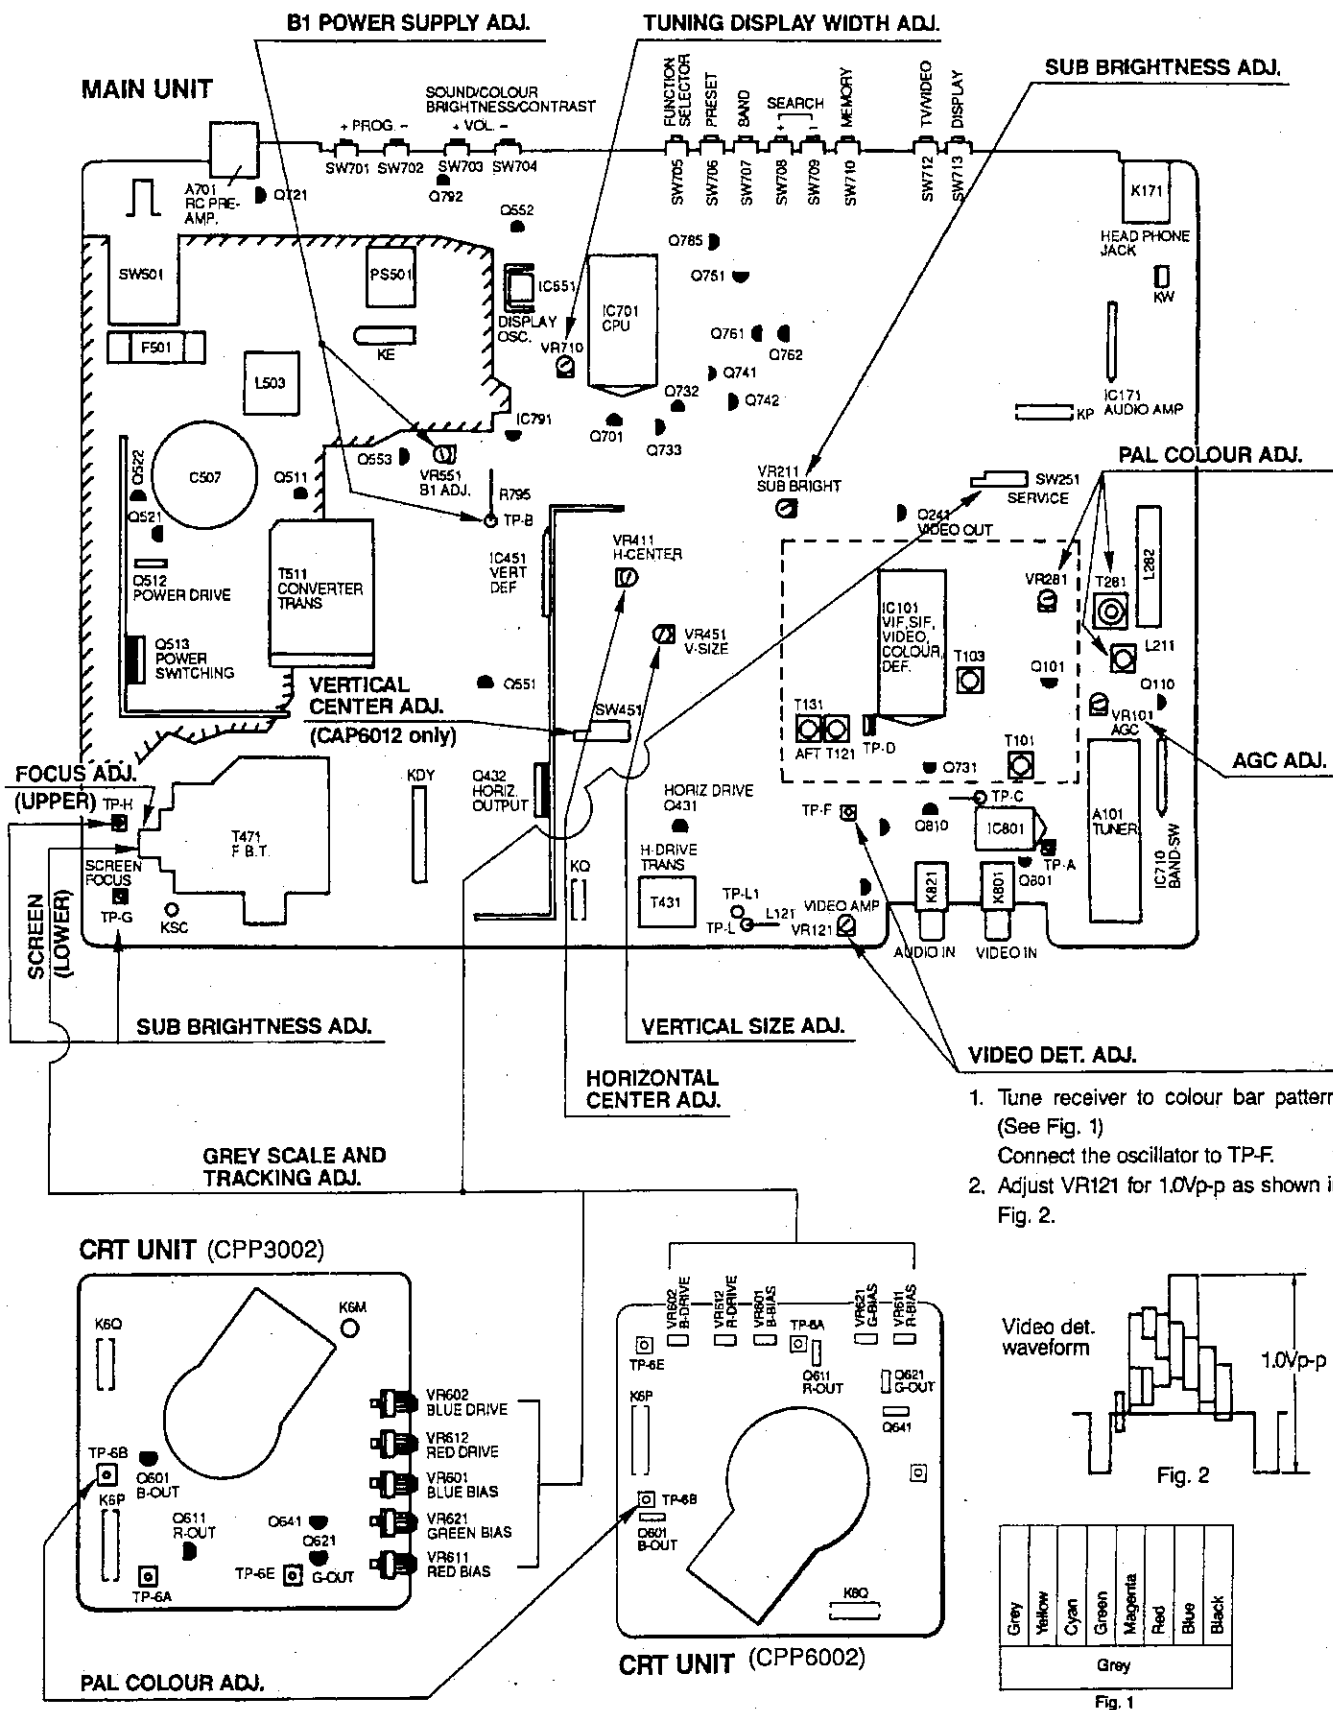 B1 POWER SUPPLY ADJ.
TUNING DISPLAY WIDTH ADJ.
SUB BRIGHTNESS ADJ.
MAIN UNIT
SOUND/COLOUR
BRIGHTNESS/CONTRAST
+ PROG. -
+ VOL. -
FUNCTION
SELECTOR
PRESET
BAND
SEARCH
+
-
MEMORY
TV/VIDEO
DISPLAY
SW701
SW702
SW703
SW704
SW705
SW706
SW707
SW708
SW709
SW710
SW712
SW713
A701
RC PRE-
AMP.
Q721
Q792
Q552
K171
HEAD PHONE
JACK
KW
SW501
PS501
IC551
DISPLAY
OSC.
IC701
CPU
Q785
Q751
Q761
Q762
F501
KE
VR710
L503
Q741
Q732
Q742
IC171
AUDIO AMP
KP
IC791
Q701
Q733
Q553
VR551
B1 ADJ.
PAL COLOUR ADJ.
VR211
SUB BRIGHT
SW251
SERVICE
Q522
C507
Q511
R795
TP-B
Q521
Q241
VIDEO OUT
VR411
H-CENTER
IC451
VERT
DEF
Q512
POWER DRIVE
T511
CONVERTER
TRANS
IC101
VIF, SIF,
VIDEO,
COLOUR,
DEF.
VR281
T281
L282
Q513
POWER
SWITCHING
VR451
V-SIZE
T103
Q101
L211
Q110
VERTICAL
CENTER ADJ.
(CAP6012 only)
Q551
SW451
T131
AFT
T121
TP-D
VR101
AGC
FOCUS ADJ.
(UPPER)
TP-H
Q731
T101
AGC ADJ.
KDY
Q432
HORIZ.
OUTPUT
HORIZ DRIVE
Q431
TP-F
TP-C
Q810
IC801
A101
TUNER
IC710
BAND-SW
T471
F.B.T.
SCREEN
FOCUS
TP-A
Q801
H-DRIVE
TRANS
KQ
T431
TP-G
KSC
TP-L1
TP-L
L121
VIDEO AMP
VR121
K821
K801
AUDIO IN
VIDEO IN
SCREEN
(LOWER)
SUB BRIGHTNESS ADJ.
VERTICAL SIZE ADJ.
VIDEO DET. ADJ.
HORIZONTAL
CENTER ADJ.
1. Tune receiver to colour bar pattern
(See Fig. 1)
Connect the oscillator to TP-F.
2. Adjust VR121 for 1.0Vp-p as shown in
Fig. 2.
GREY SCALE AND
TRACKING ADJ.
CRT UNIT (CPP3002)
K6Q
K6M
VR602
BLUE DRIVE
VR612
RED DRIVE
VR601
BLUE BIAS
VR621
GREEN BIAS
VR611
RED BIAS
TP-6B
Q601
B-OUT
K6P
Q611
R-OUT
Q641
Q621
G-OUT
TP-6E
TP-6A
VR602
B-DRIVE
VR612
R-DRIVE
VR601
B-BIAS
VR621
G-BIAS
VR611
R-BIAS
TP-6E
TP-6A
Q611
R-OUT
Q621
G-OUT
Q641
K6P
TP-6B
Q601
B-OUT
K6Q
CRT UNIT (CPP6002)
PAL COLOUR ADJ.
Video det.
waveform
1.0Vp-p
Fig. 2
Grey
Yellow
Cyan
Green
Magenta
Red
Blue
Black
Grey
Fig. 1